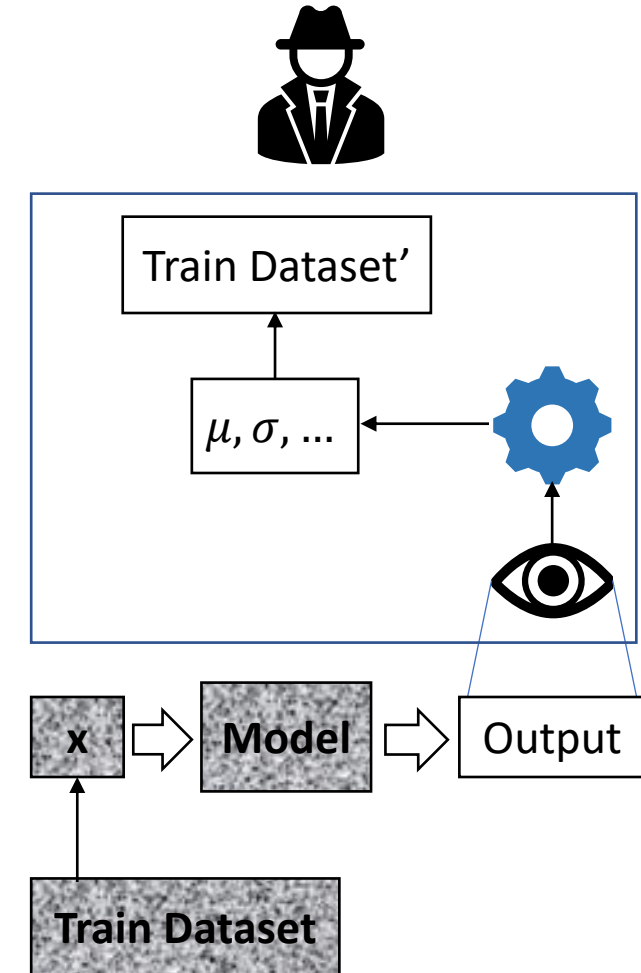 Train Dataset’
𝜇, 𝜎, …
x
Model
Output
Train Dataset